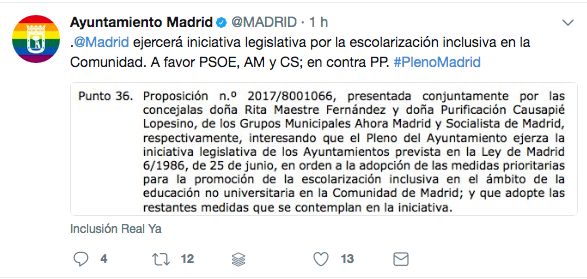 Ayuntamiento Madrid @MADRID · 1 h
.@Madrid ejercerá iniciativa legislativa por la escolarización inclusiva en la
Comunidad. A favor PSOE, AM y CS; en contra PP. #PlenoMadrid
Punto 36. Proposición n.º 2017/8001066, presentada conjuntamente por las
concejalas doña Rita Maestre Fernández y doña Purificación Causapié
Lopesino, de los Grupos Municipales Ahora Madrid y Socialista de Madrid,
respectivamente, interesando que el Pleno del Ayuntamiento ejerza la
iniciativa legislativa de los Ayuntamientos prevista en la Ley de Madrid
6/1986, de 25 de junio, en orden a la adopción de las medidas prioritarias
para la promoción de la escolarización inclusiva en el ámbito de la
educación no universitaria en la Comunidad de Madrid; y que adopte las
restantes medidas que se contemplan en la iniciativa.
Inclusión Real Ya
4 12 13